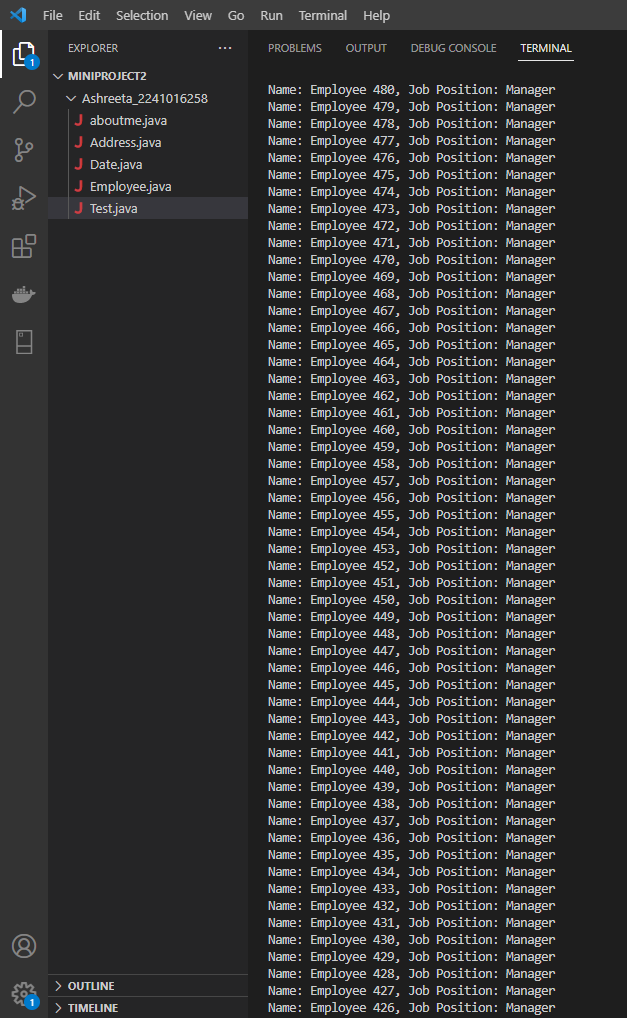 File Edit Selection View Go Run Terminal Help
EXPLORER
MINIPROJECT2
Ashreeta_2241016258
J aboutme.java
J Address.java
J Date.java
J Employee.java
J Test.java
OUTLINE
TIMELINE
1
1
PROBLEMS OUTPUT DEBUG CONSOLE TERMINAL
Name: Employee 480, Job Position: Manager
Name: Employee 479, Job Position: Manager
Name: Employee 478, Job Position: Manager
Name: Employee 477, Job Position: Manager
Name: Employee 476, Job Position: Manager
Name: Employee 475, Job Position: Manager
Name: Employee 474, Job Position: Manager
Name: Employee 473, Job Position: Manager
Name: Employee 472, Job Position: Manager
Name: Employee 471, Job Position: Manager
Name: Employee 470, Job Position: Manager
Name: Employee 469, Job Position: Manager
Name: Employee 468, Job Position: Manager
Name: Employee 467, Job Position: Manager
Name: Employee 466, Job Position: Manager
Name: Employee 465, Job Position: Manager
Name: Employee 464, Job Position: Manager
Name: Employee 463, Job Position: Manager
Name: Employee 462, Job Position: Manager
Name: Employee 461, Job Position: Manager
Name: Employee 460, Job Position: Manager
Name: Employee 459, Job Position: Manager
Name: Employee 458, Job Position: Manager
Name: Employee 457, Job Position: Manager
Name: Employee 456, Job Position: Manager
Name: Employee 455, Job Position: Manager
Name: Employee 454, Job Position: Manager
Name: Employee 453, Job Position: Manager
Name: Employee 452, Job Position: Manager
Name: Employee 451, Job Position: Manager
Name: Employee 450, Job Position: Manager
Name: Employee 449, Job Position: Manager
Name: Employee 448, Job Position: Manager
Name: Employee 447, Job Position: Manager
Name: Employee 446, Job Position: Manager
Name: Employee 445, Job Position: Manager
Name: Employee 444, Job Position: Manager
Name: Employee 443, Job Position: Manager
Name: Employee 442, Job Position: Manager
Name: Employee 441, Job Position: Manager
Name: Employee 440, Job Position: Manager
Name: Employee 439, Job Position: Manager
Name: Employee 438, Job Position: Manager
Name: Employee 437, Job Position: Manager
Name: Employee 436, Job Position: Manager
Name: Employee 435, Job Position: Manager
Name: Employee 434, Job Position: Manager
Name: Employee 433, Job Position: Manager
Name: Employee 432, Job Position: Manager
Name: Employee 431, Job Position: Manager
Name: Employee 430, Job Position: Manager
Name: Employee 429, Job Position: Manager
Name: Employee 428, Job Position: Manager
Name: Employee 427, Job Position: Manager
Name: Employee 426, Job Position: Manager